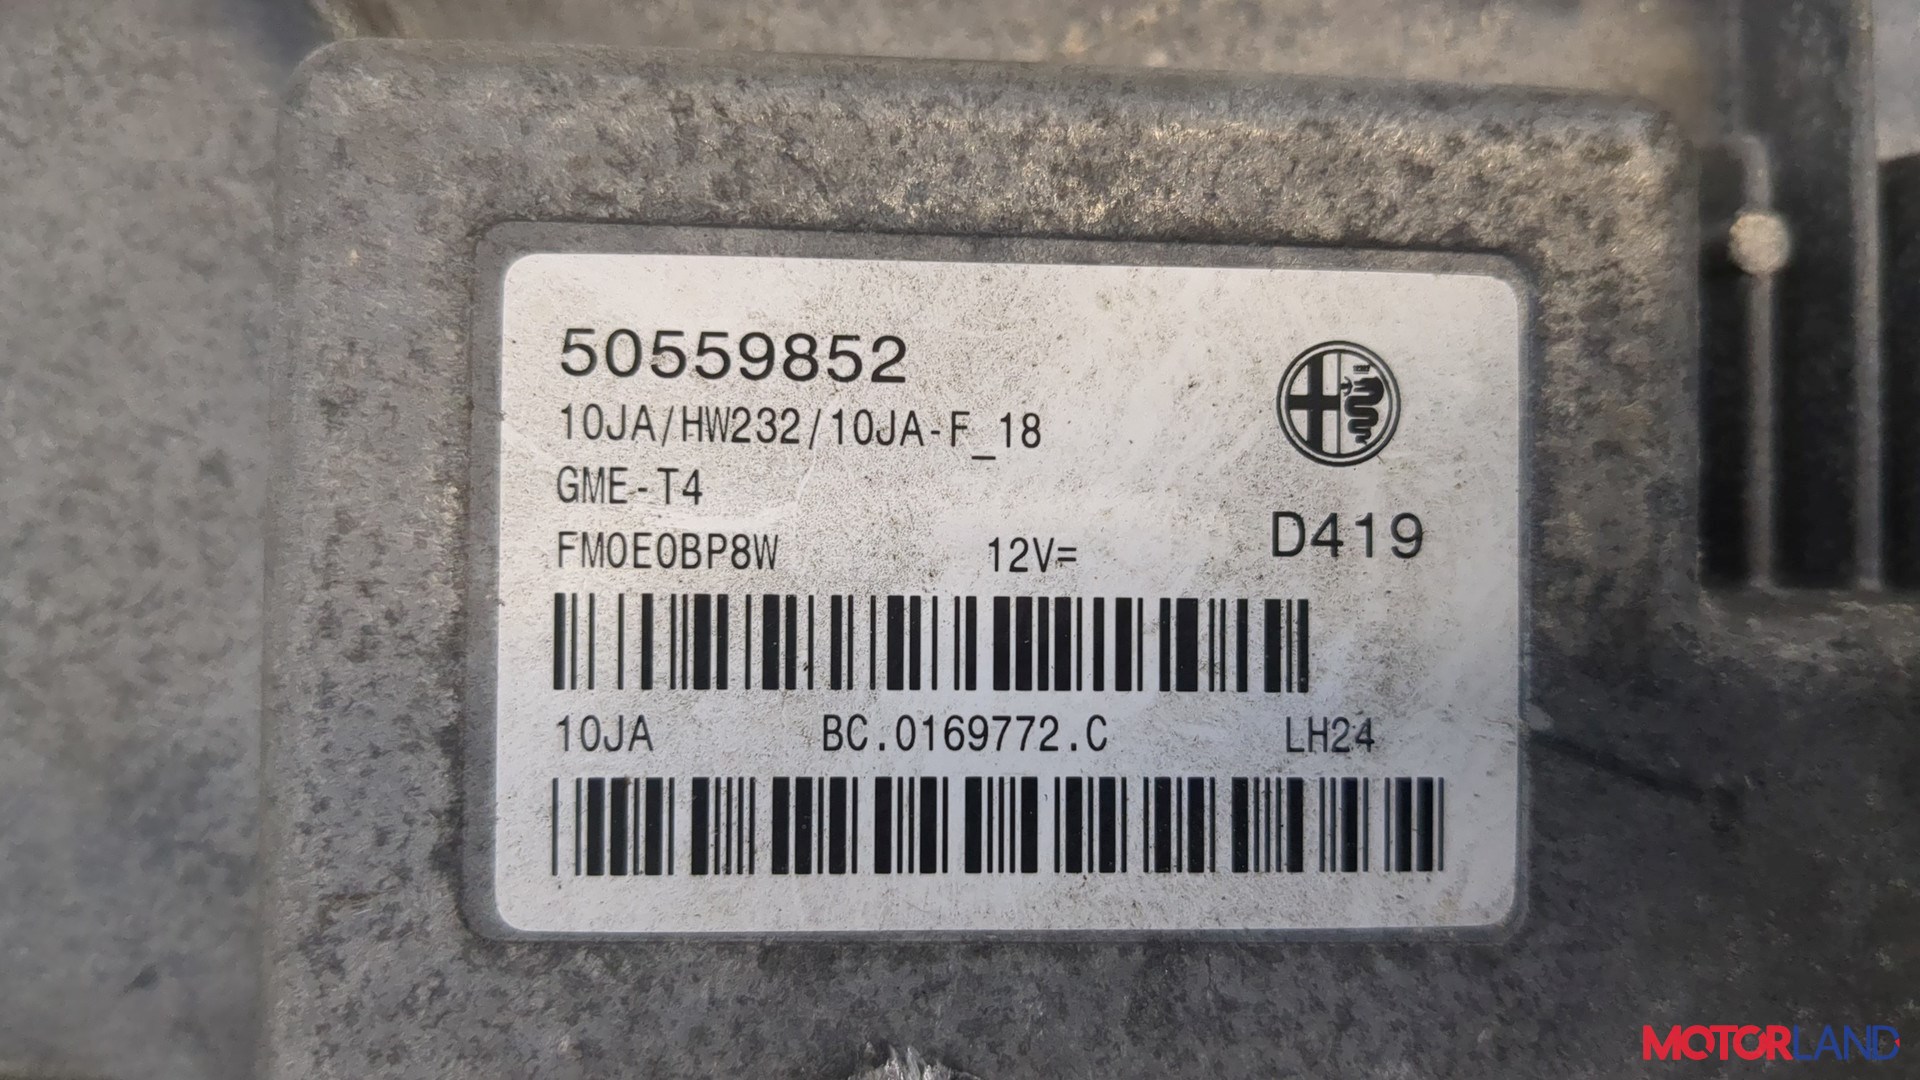 50559852
10JA/HW232/10JA-F_18
GME-T4
FM0E0BP8W 12V= D419
10JA BC.0169772.C LH24
MOTORLAND